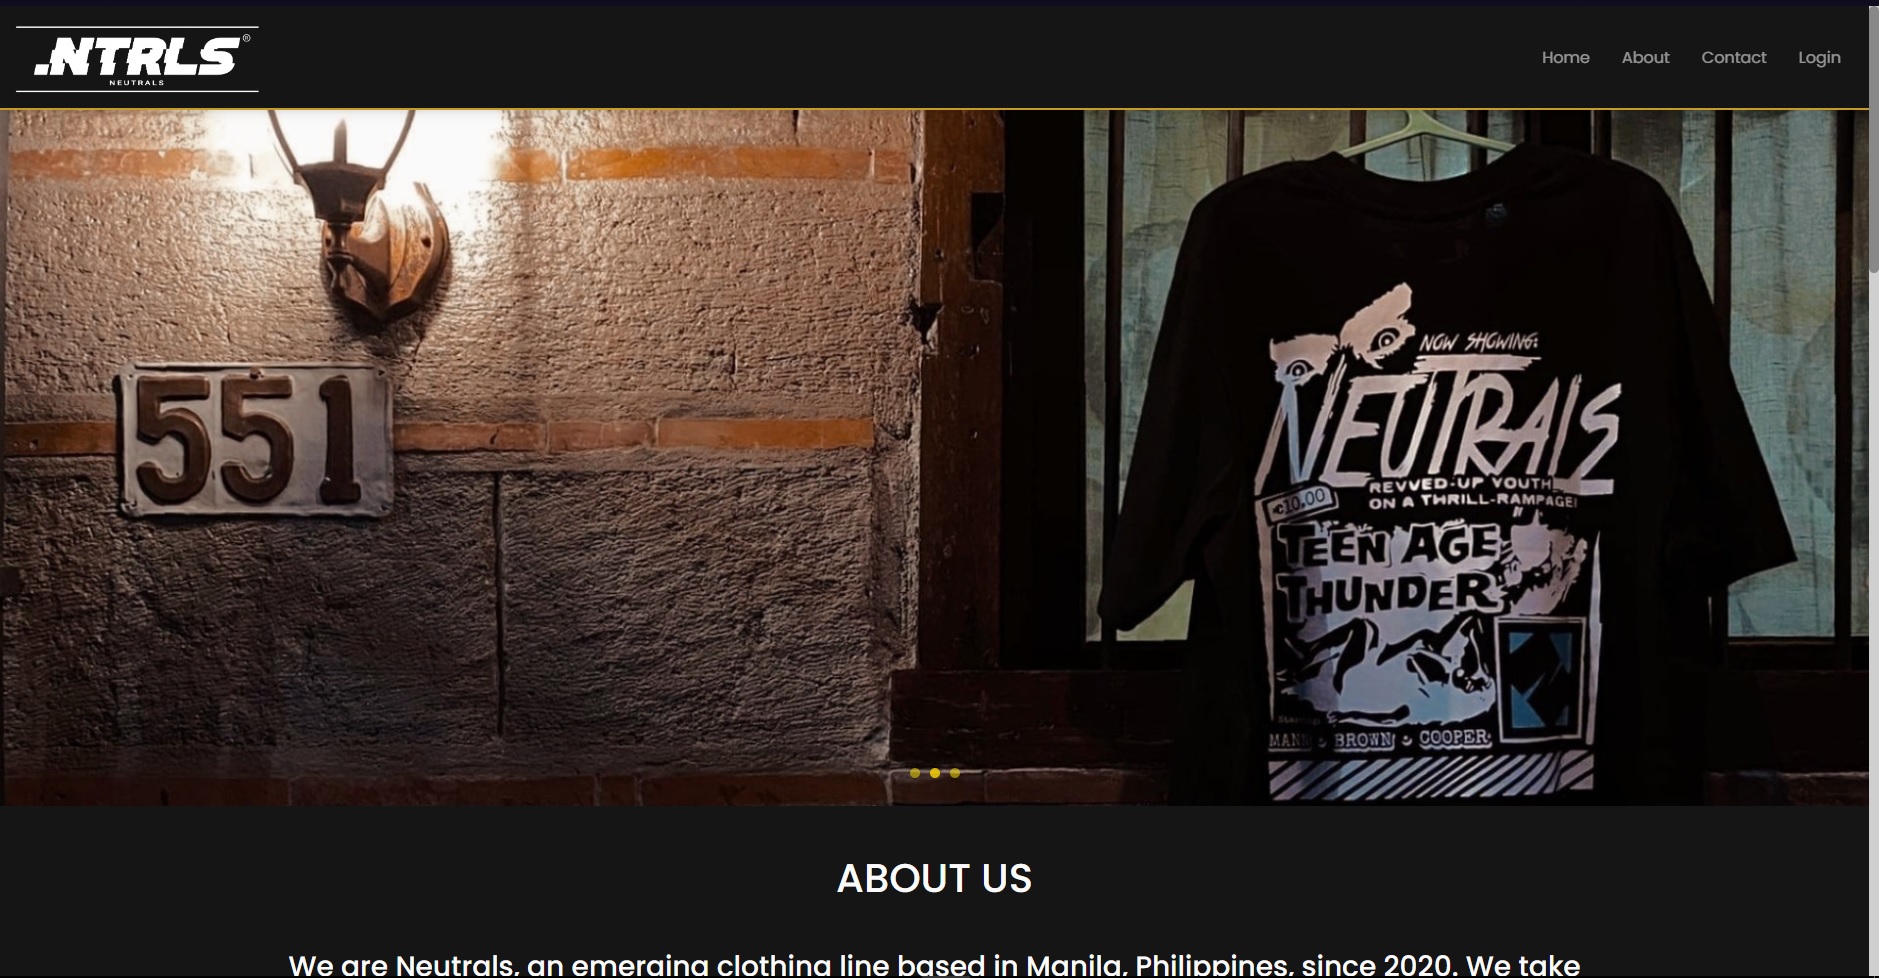 .NTRLS®
NEUTRALS
Home About Contact Login
551
NOW SHOWING:
NEUTRALS
REVVED-UP YOUTH
ON A THRILL-RAMPAGE!
10.00
TEEN AGE
THUNDER
MANN BROWN COOPER
ABOUT US
We are Neutrals, an emerging clothing line based in Manila, Philippines, since 2020. We take